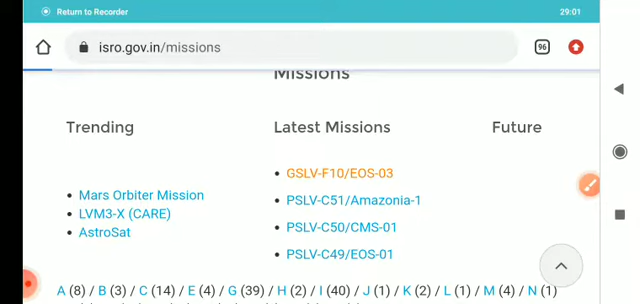 Return to Recorder
29:01
isro.gov.in/missions
96
Missions
Trending
Latest Missions
Future
GSLV-F10/EOS-03
Mars Orbiter Mission
PSLV-C51/Amazonia-1
LVM3-X (CARE)
PSLV-C50/CMS-01
AstroSat
PSLV-C49/EOS-01
A (8) / B (3) / C (14) / E (4) / G (39) / H (2) / I (40) / J (1) / K (2) / L (1) / M (4) / N (1)